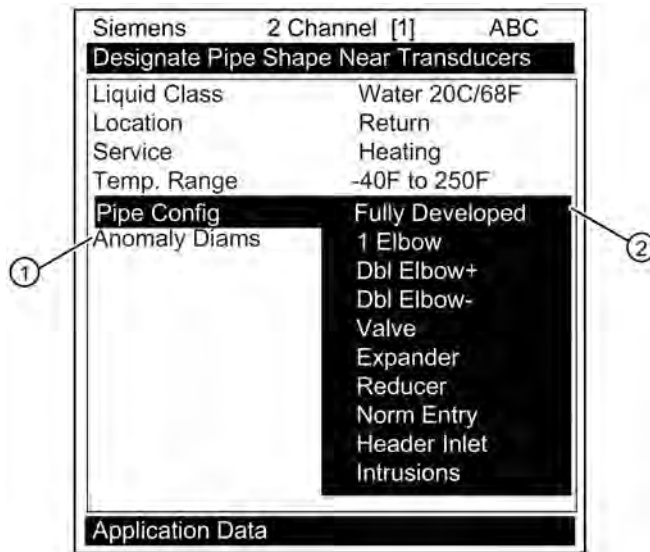 Siemens 2 Channel [1] ABC
Designate Pipe Shape Near Transducers
Liquid Class Water 20C/68F
Location Return
Service Heating
Temp. Range -40F to 250F
Pipe Config Fully Developed
Anomaly Diams 1 Elbow
Dbl Elbow+
Dbl Elbow-
Valve
Expander
Reducer
Norm Entry
Header Inlet
Intrusions
Application Data
1
2